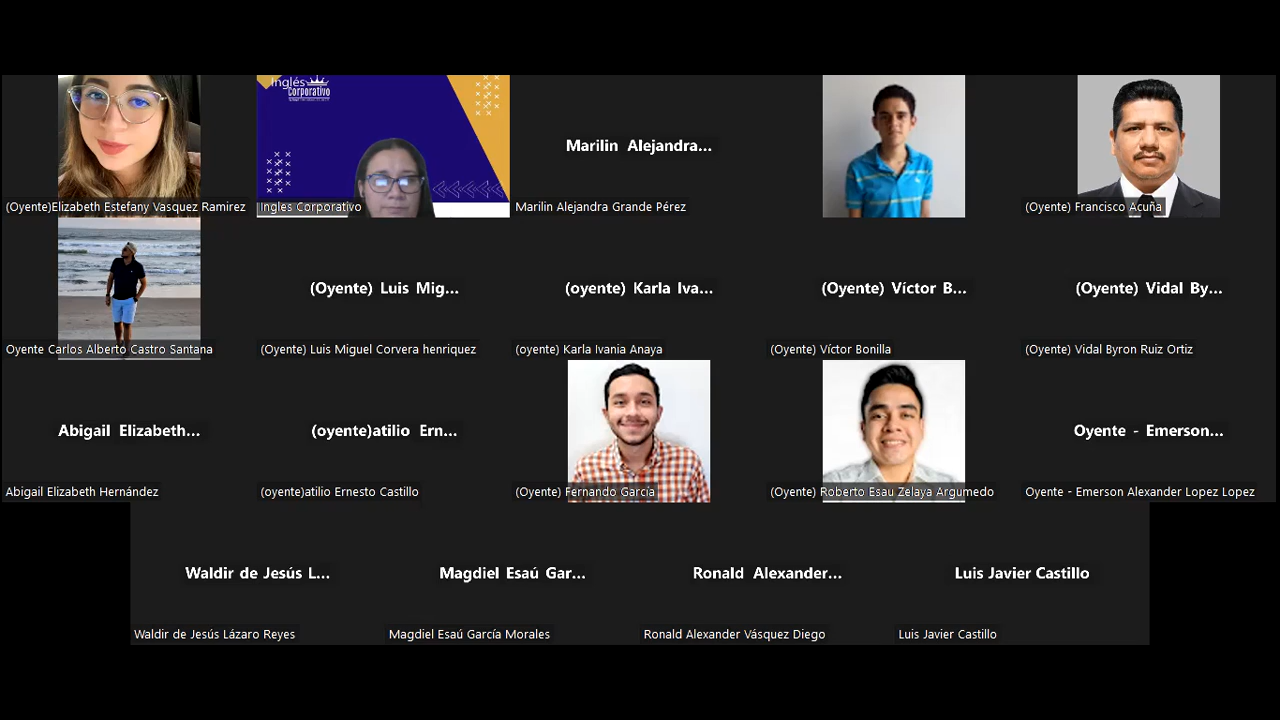 Inglés
Corporativo
(Oyente)Elizabeth Estefany Vasquez Ramirez
Ingles Corporativo
Marilin Alejandra...
Marilin Alejandra Grande Pérez
(Oyente) Francisco Acuña
Oyente Carlos Alberto Castro Santana
(Oyente) Luis Mig...
(Oyente) Luis Miguel Corvera henriquez
(oyente) Karla Iva...
(oyente) Karla Ivania Anaya
(Oyente) Víctor B...
(Oyente) Víctor Bonilla
(Oyente) Vidal By...
(Oyente) Vidal Byron Ruiz Ortiz
Abigail Elizabeth...
Abigail Elizabeth Hernández
(oyente)atilio Ern...
(oyente)atilio Ernesto Castillo
(Oyente) Fernando García
(Oyente) Roberto Esau Zelaya Argumedo
Oyente - Emerson...
Oyente - Emerson Alexander Lopez Lopez
Waldir de Jesús L...
Waldir de Jesús Lázaro Reyes
Magdiel Esaú Gar...
Magdiel Esaú García Morales
Ronald Alexander...
Ronald Alexander Vásquez Diego
Luis Javier Castillo
Luis Javier Castillo